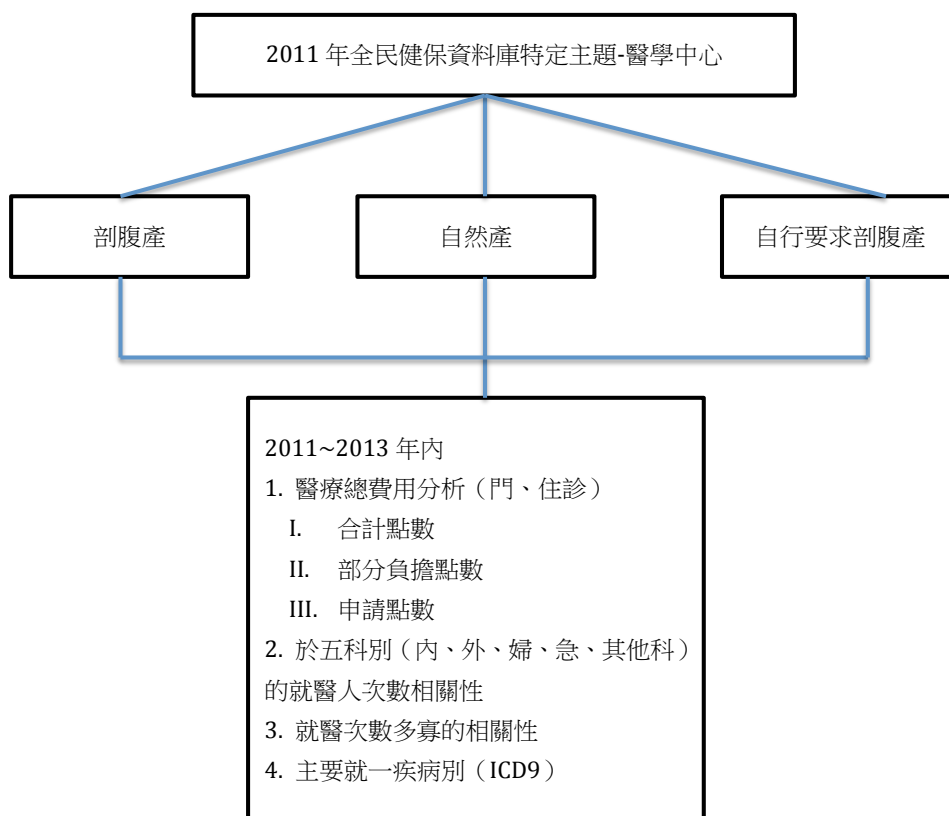 2011 年全民健保資料庫特定主題-醫學中心
剖腹產
自然產
自行要求剖腹產
2011~2013 年內
1. 醫療總費用分析（門、住診）
I. 合計點數
II. 部分負擔點數
III. 申請點數
2. 於五科別（內、外、婦、急、其他科）
的就醫人次數相關性
3. 就醫次數多寡的相關性
4. 主要就一疾病別（ICD9）